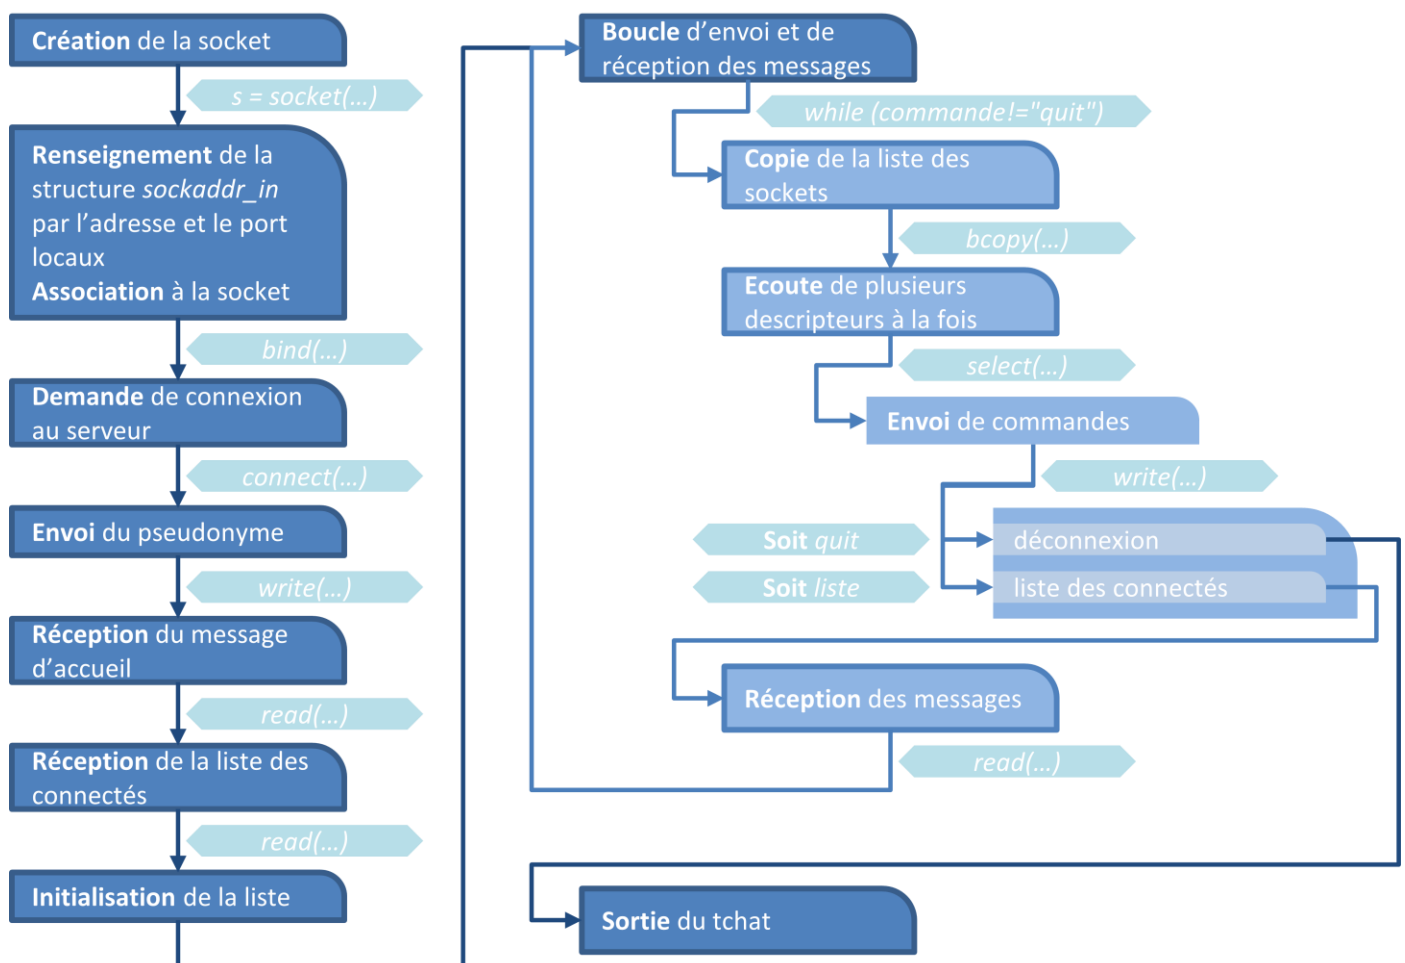 Création de la socket
s = socket(...)
Renseignement de la
structure sockaddr_in
par l’adresse et le port
locaux
Association à la socket
bind(...)
Demande de connexion
au serveur
connect(...)
Envoi du pseudonyme
write(...)
Réception du message
d’accueil
read(...)
Réception de la liste des
connectés
read(...)
Initialisation de la liste
Boucle d’envoi et de
réception des messages
while (commande!="quit")
Copie de la liste des
sockets
bcopy(...)
Ecoute de plusieurs
descripteurs à la fois
select(...)
Envoi de commandes
write(...)
Soit quit
déconnexion
Soit liste
liste des connectés
Réception des messages
read(...)
Sortie du tchat